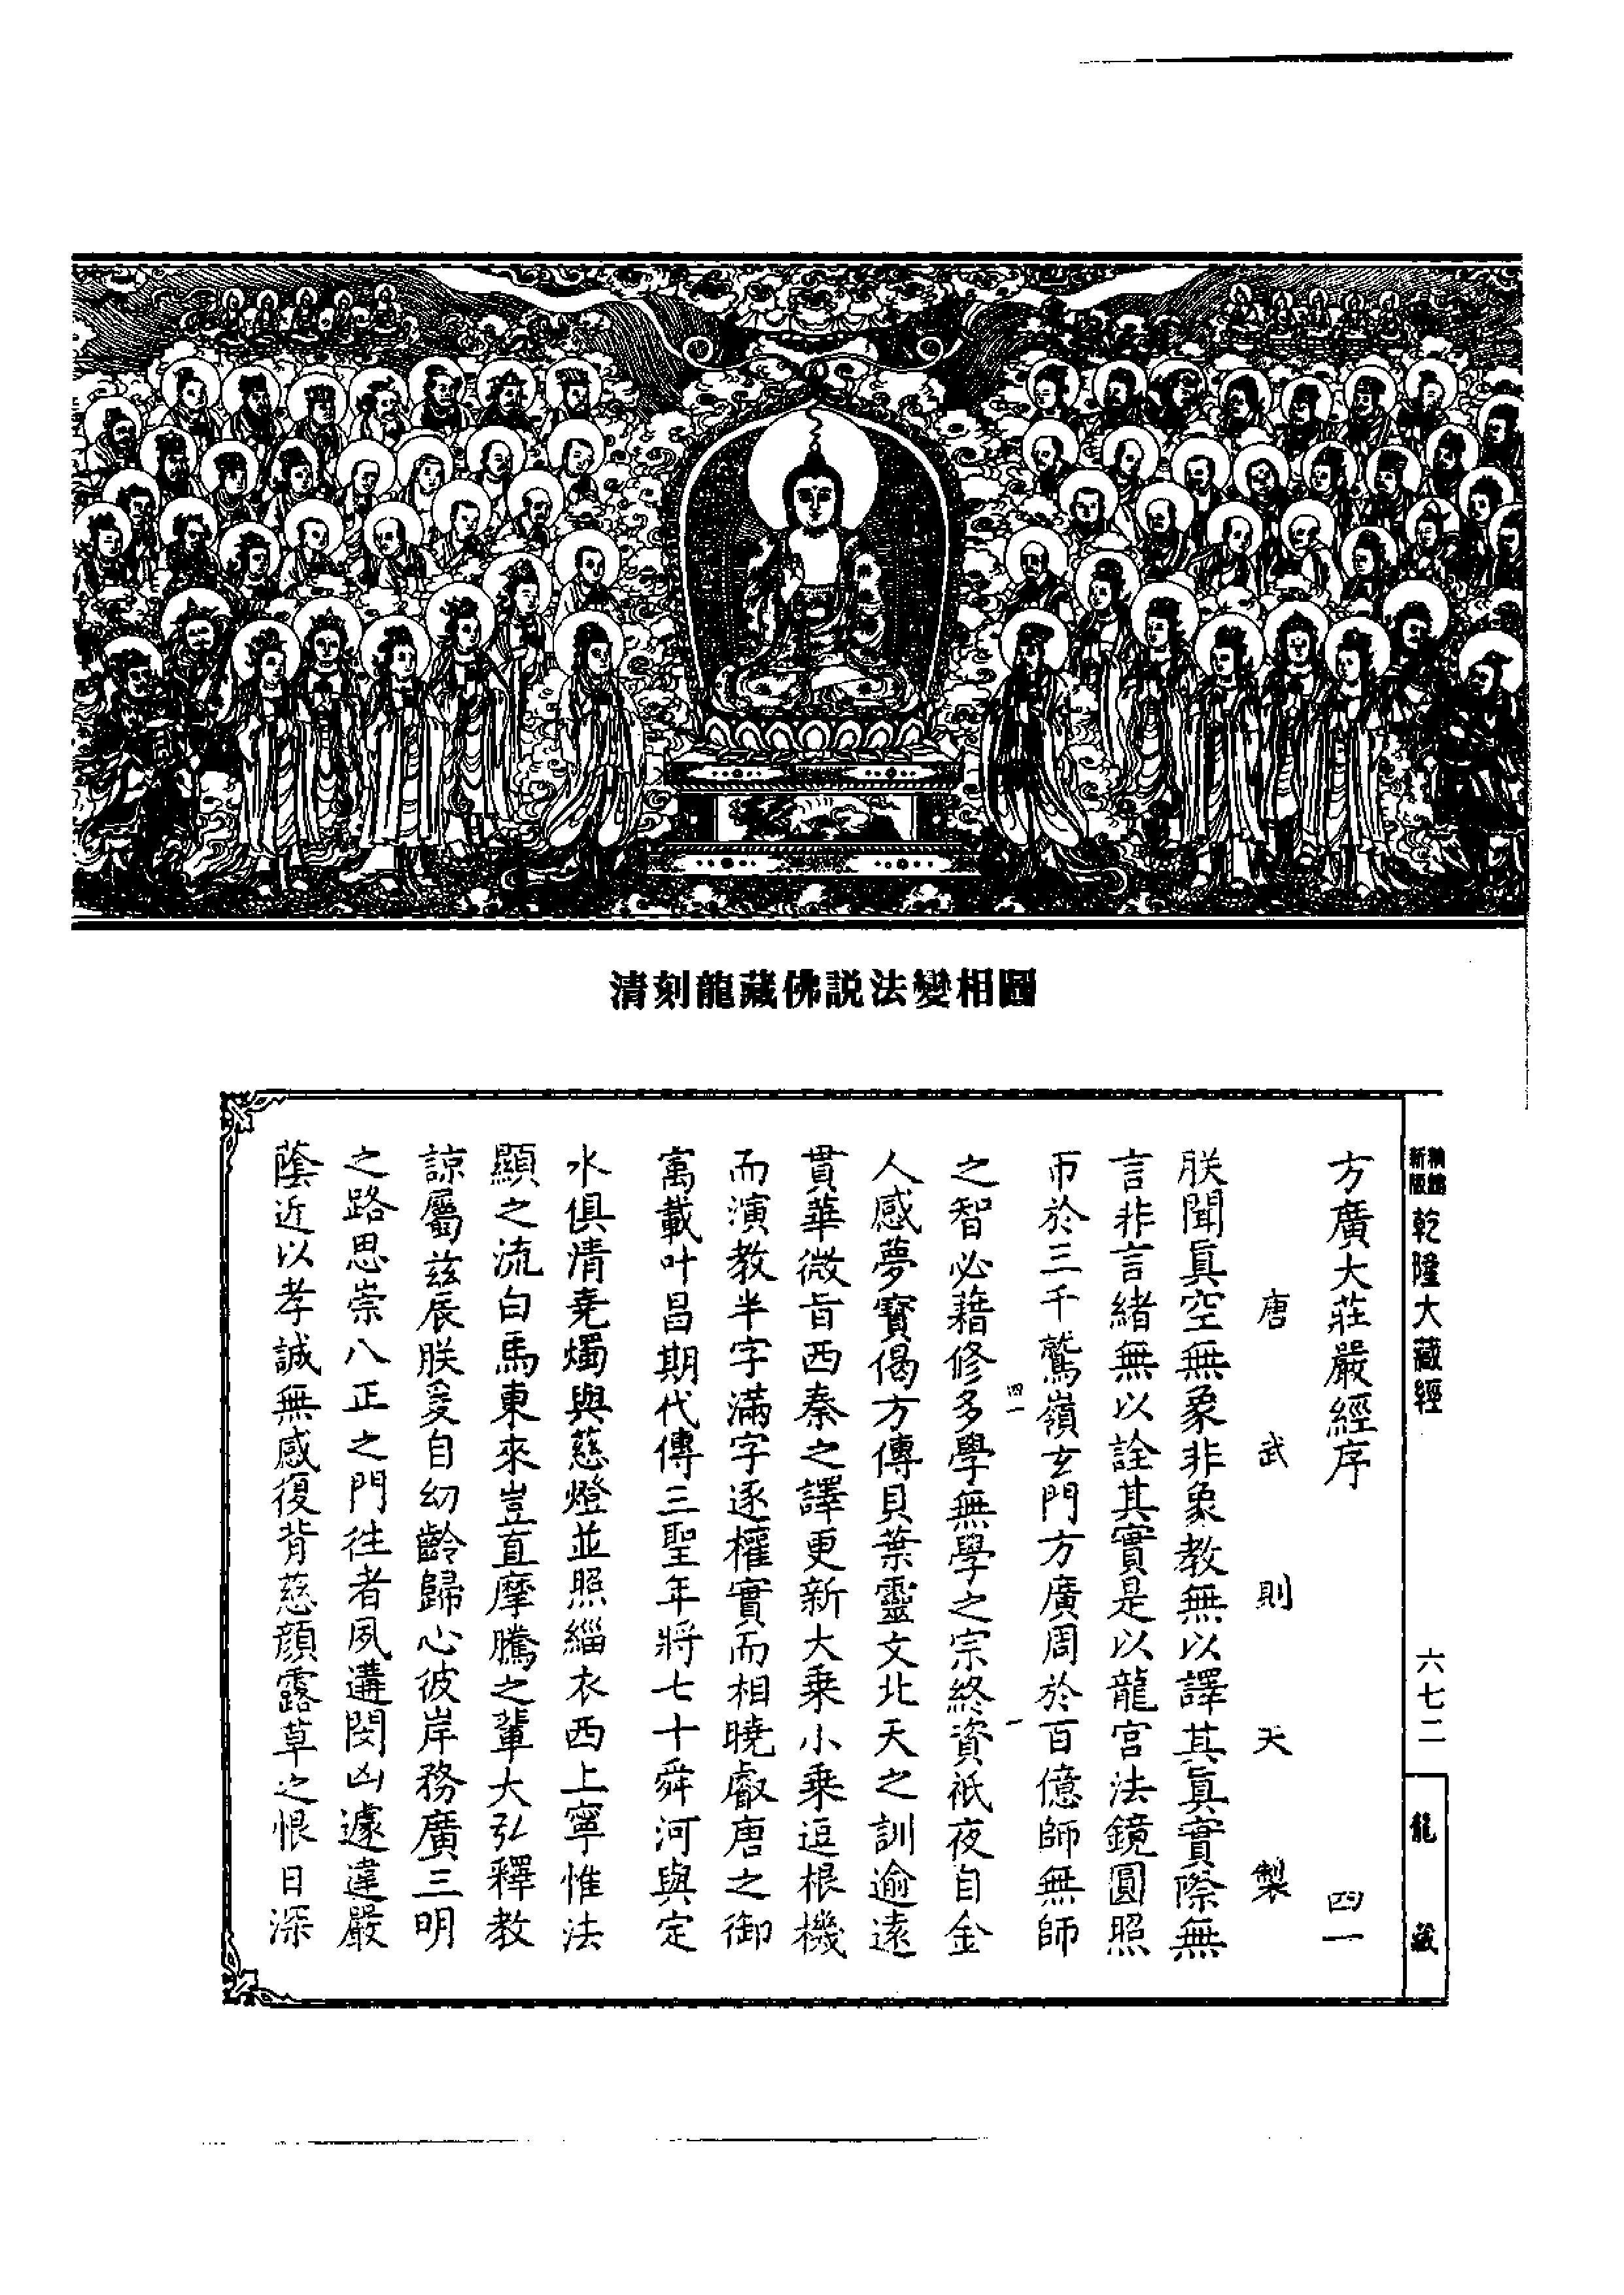 清刻龍藏佛説法變相圖
新版
精縮
乾隆大藏經
六七二
龍藏
方廣大莊嚴經序 四一
唐武則天製
朕聞眞空無象非象教無以譯其眞實際無
言非言緒無以詮其實是以龍宮法鏡圓照
帀於三千鷲嶺玄門方廣周於百億師無師
四一 一
之智必藉修多學無學之宗終資祇夜自金
人感夢寳偈方傳貝葉靈文北天之訓逾遠
貫華微旨西秦之譯更新大乗小乗逗根機
而演教半字滿字逐權實而相曉叡唐之御
寓載叶昌期代傳三聖年將七十舜河與定
水俱清堯燭與慈燈並照緇衣西上寧惟法
顯之流白馬東來豈直摩騰之輩大弘釋教
諒屬兹辰朕爰自幼齡歸心彼岸務廣三明
之路思崇八正之門往者夙遘閔凶遽違嚴
蔭近以孝誠無感復背慈顔露草之恨日深